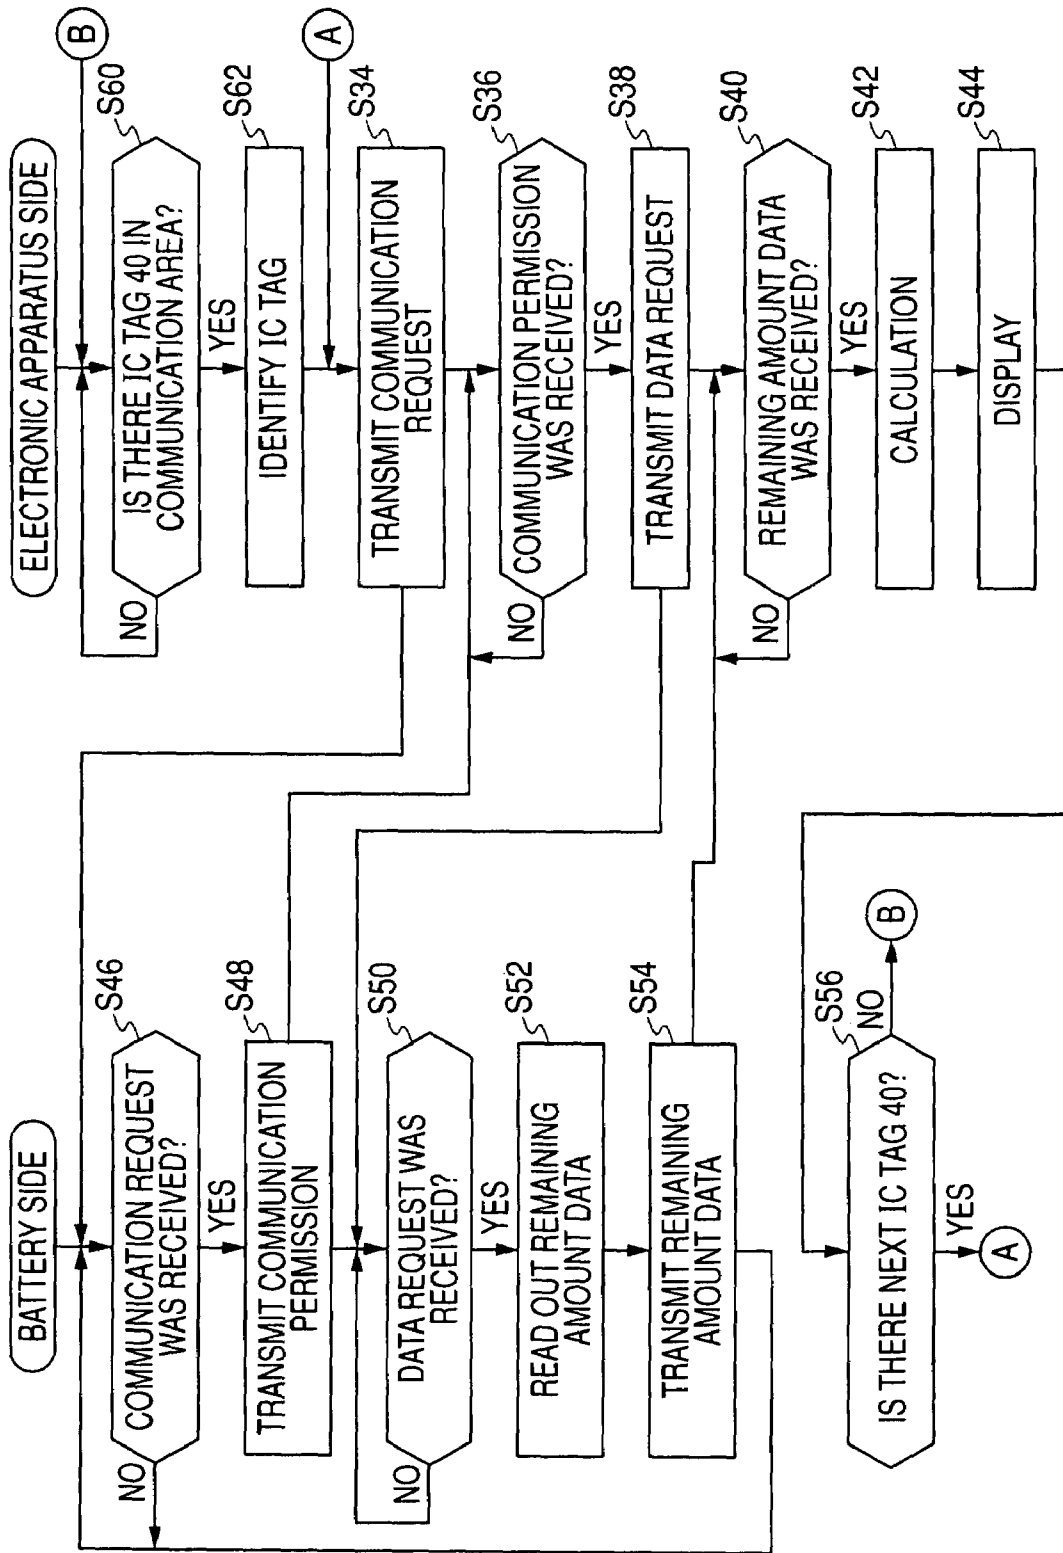 BATTERY SIDE
COMMUNICATION REQUEST
WAS RECEIVED?
S46
NO
YES
TRANSMIT COMMUNICATION
PERMISSION
S48
DATA REQUEST WAS
RECEIVED?
S50
NO
YES
READ OUT REMAINING
AMOUNT DATA
S52
TRANSMIT REMAINING
AMOUNT DATA
S54
IS THERE NEXT IC TAG 40?
S56
NO
B
YES
A
ELECTRONIC APPARATUS SIDE
B
IS THERE IC TAG 40 IN
COMMUNICATION AREA?
S60
NO
YES
IDENTIFY IC TAG
S62
A
TRANSMIT COMMUNICATION
REQUEST
S34
COMMUNICATION PERMISSION
WAS RECEIVED?
S36
NO
YES
TRANSMIT DATA REQUEST
S38
REMAINING AMOUNT DATA
WAS RECEIVED?
S40
NO
YES
CALCULATION
S42
DISPLAY
S44